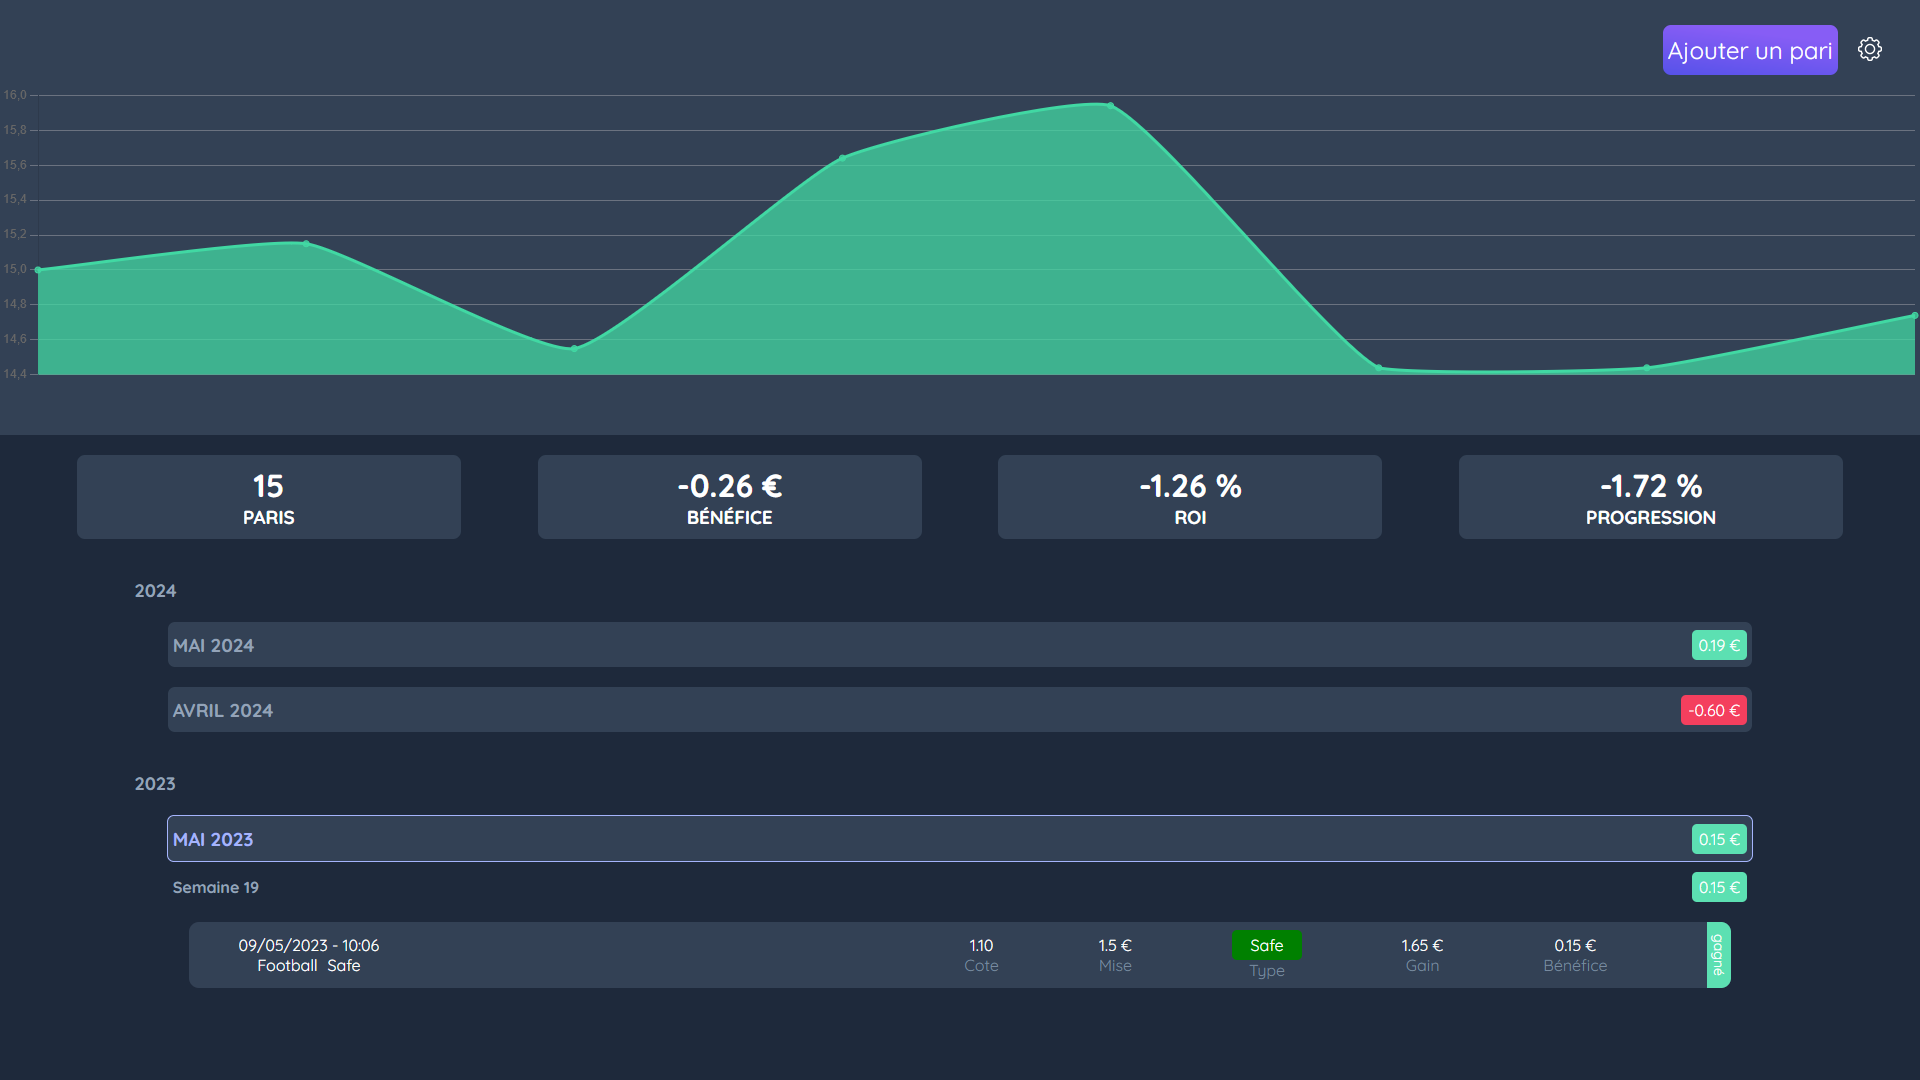 Ajouter un pari
16,0
15,8
15,6
15,4
15,2
15,0
14,8
14,6
14,4
15
PARIS
-0.26 €
BÉNÉFICE
-1.26 %
ROI
-1.72 %
PROGRESSION
2024
MAI 2024 0.19 €
AVRIL 2024 -0.60 €
2023
MAI 2023 0.15 €
Semaine 19 0.15 €
09/05/2023 - 10:06
Football Safe
1.10
Cote
1.5 €
Mise
Safe
Type
1.65 €
Gain
0.15 €
Bénéfice
gagné